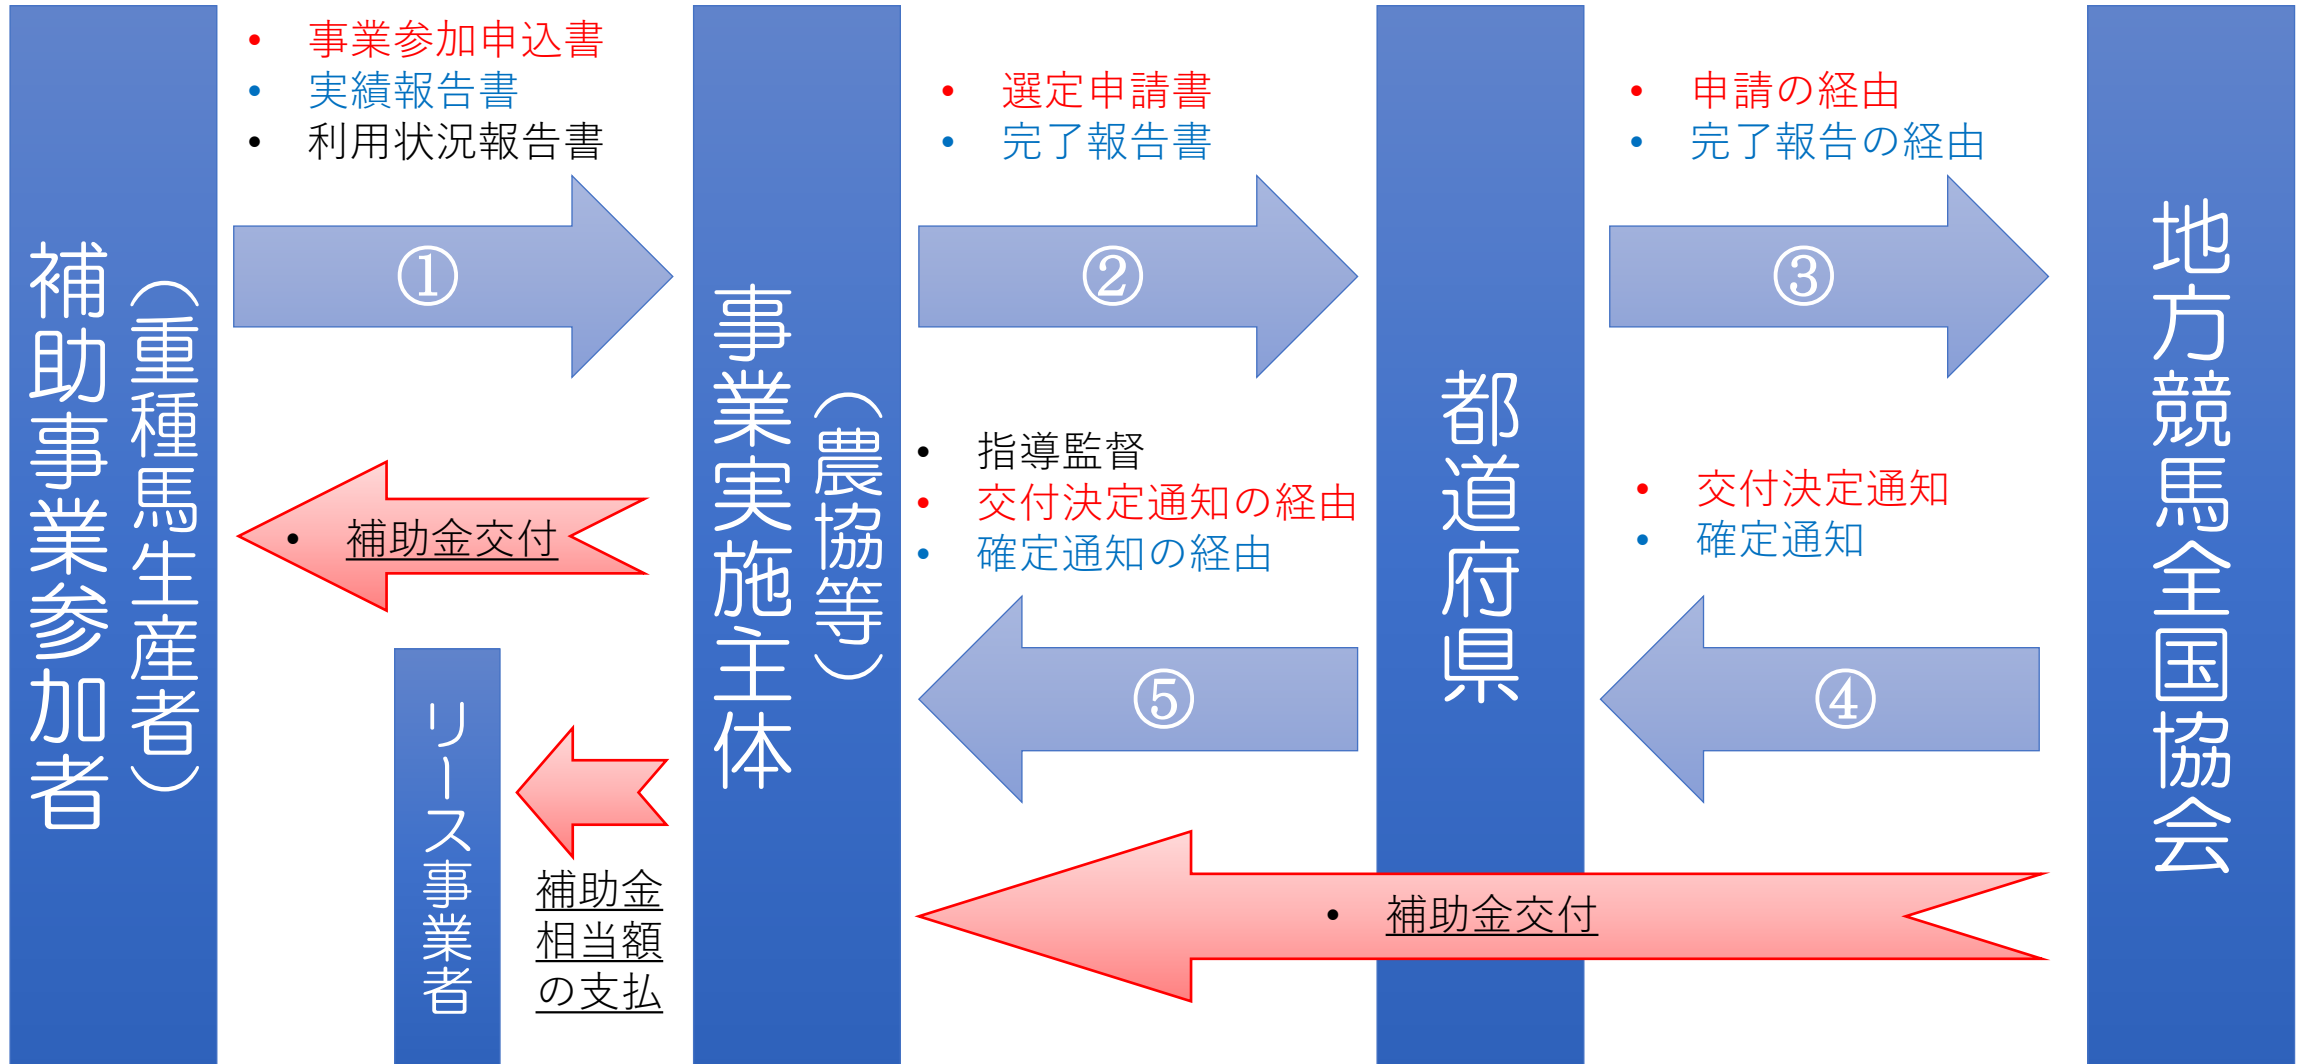 補助事業参加者
（重種馬生産者）
• 事業参加申込書
• 実績報告書
• 利用状況報告書
①
• 補助金交付
リース事業者
補助金
相当額
の支払
事業実施主体
（農協等）
• 選定申請書
• 完了報告書
②
• 指導監督
• 交付決定通知の経由
• 確定通知の経由
⑤
都道府県
• 申請の経由
• 完了報告の経由
③
• 交付決定通知
• 確定通知
④
• 補助金交付
地方競馬全国協会